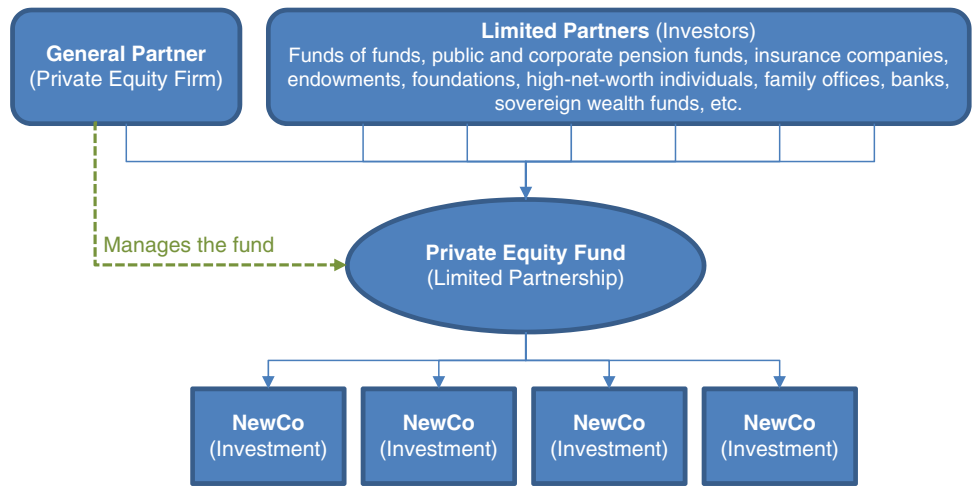 General Partner
(Private Equity Firm)
Limited Partners (Investors)
Funds of funds, public and corporate pension funds, insurance companies,
endowments, foundations, high-net-worth individuals, family offices, banks,
sovereign wealth funds, etc.
Manages the fund
Private Equity Fund
(Limited Partnership)
NewCo
(Investment)
NewCo
(Investment)
NewCo
(Investment)
NewCo
(Investment)